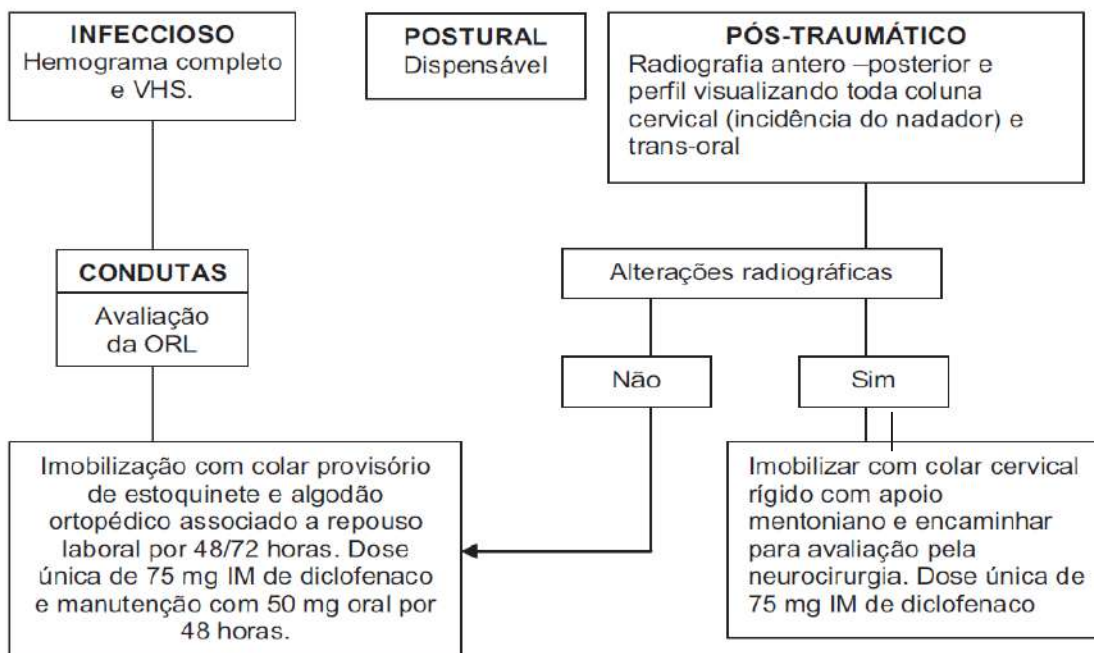 INFECCIOSO
Hemograma completo
e VHS.
POSTURAL
Dispensável
PÓS-TRAUMÁTICO
Radiografia antero –posterior e
perfil visualizando toda coluna
cervical (incidência do nadador) e
trans-oral
CONDUTAS
Avaliação
da ORL
Alterações radiográficas
Não
Sim
Imobilização com colar provisório
de estoquinete e algodão
ortopédico associado a repouso
laboral por 48/72 horas. Dose
única de 75 mg IM de diclofenaco
e manutenção com 50 mg oral por
48 horas.
Imobilizar com colar cervical
rígido com apoio
mentoniano e encaminhar
para avaliação pela
neurocirurgia. Dose única de
75 mg IM de diclofenaco